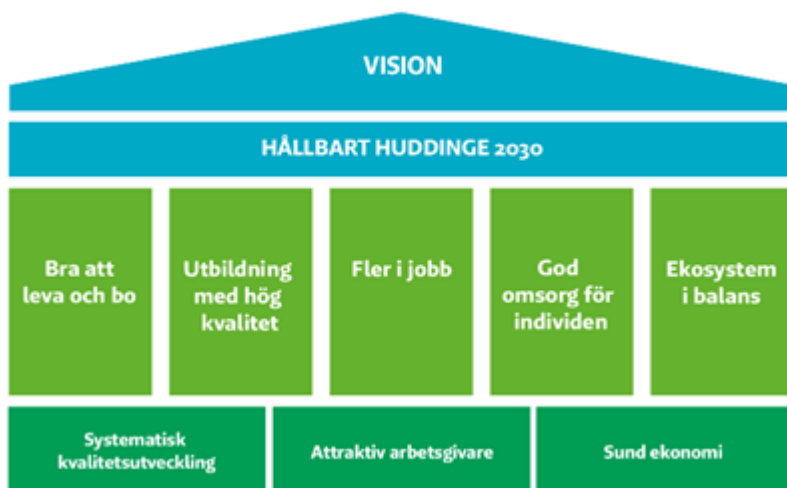 VISION
HÅLLBART HUDDINGE 2030
Bra att
leva och bo
Utbildning
med hög
kvalitet
Fler i jobb
God
omsorg för
individen
Ekosystem
i balans
Systematisk
kvalitetsutveckling
Attraktiv arbetsgivare
Sund ekonomi